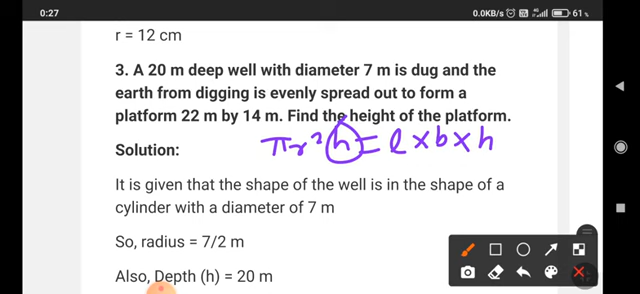 0:27 0.0KB/s 4G 61%
r = 12 cm
3. A 20 m deep well with diameter 7 m is dug and the
earth from digging is evenly spread out to form a
platform 22 m by 14 m. Find the height of the platform.
πr²h = l×b×h
Solution:
It is given that the shape of the well is in the shape of a
cylinder with a diameter of 7 m
So, radius = 7/2 m
Also, Depth (h) = 20 m